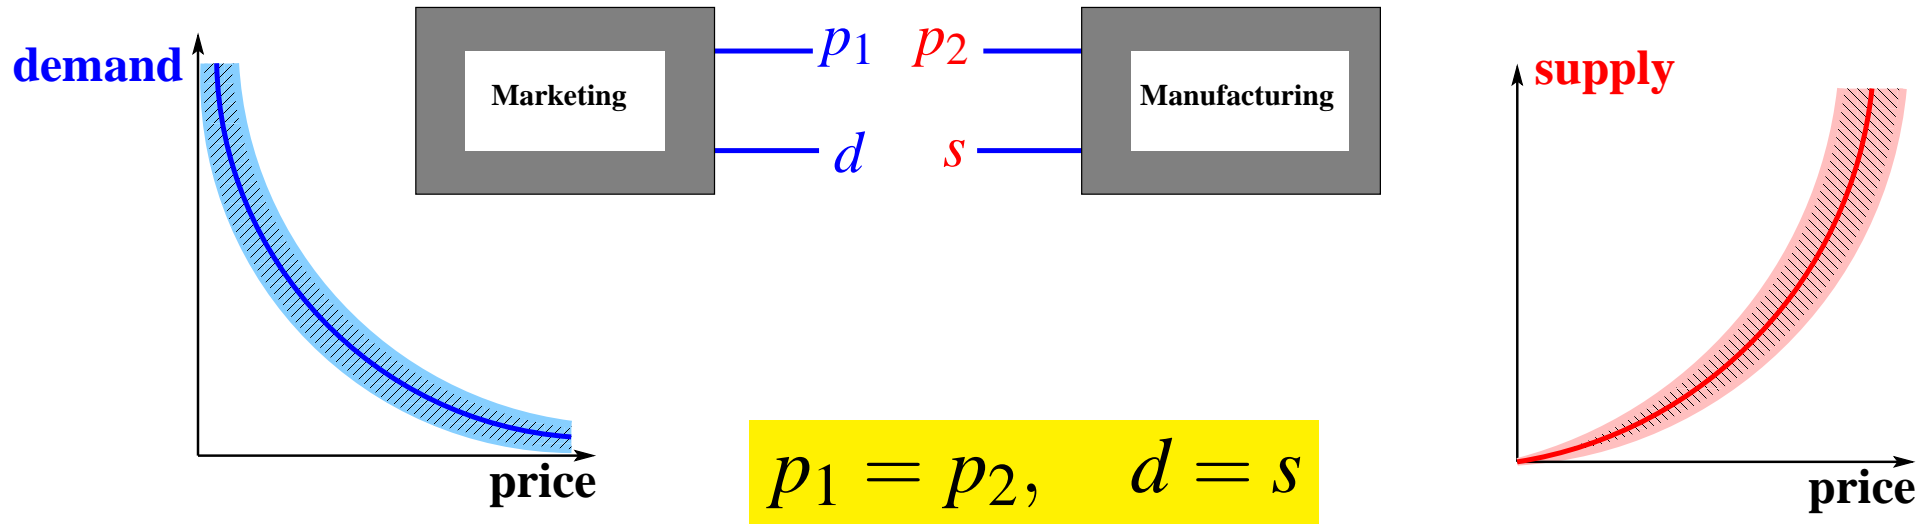 demand
price
Marketing
p₁
d
p₂
s
Manufacturing
supply
price
p₁ = p₂, d = s